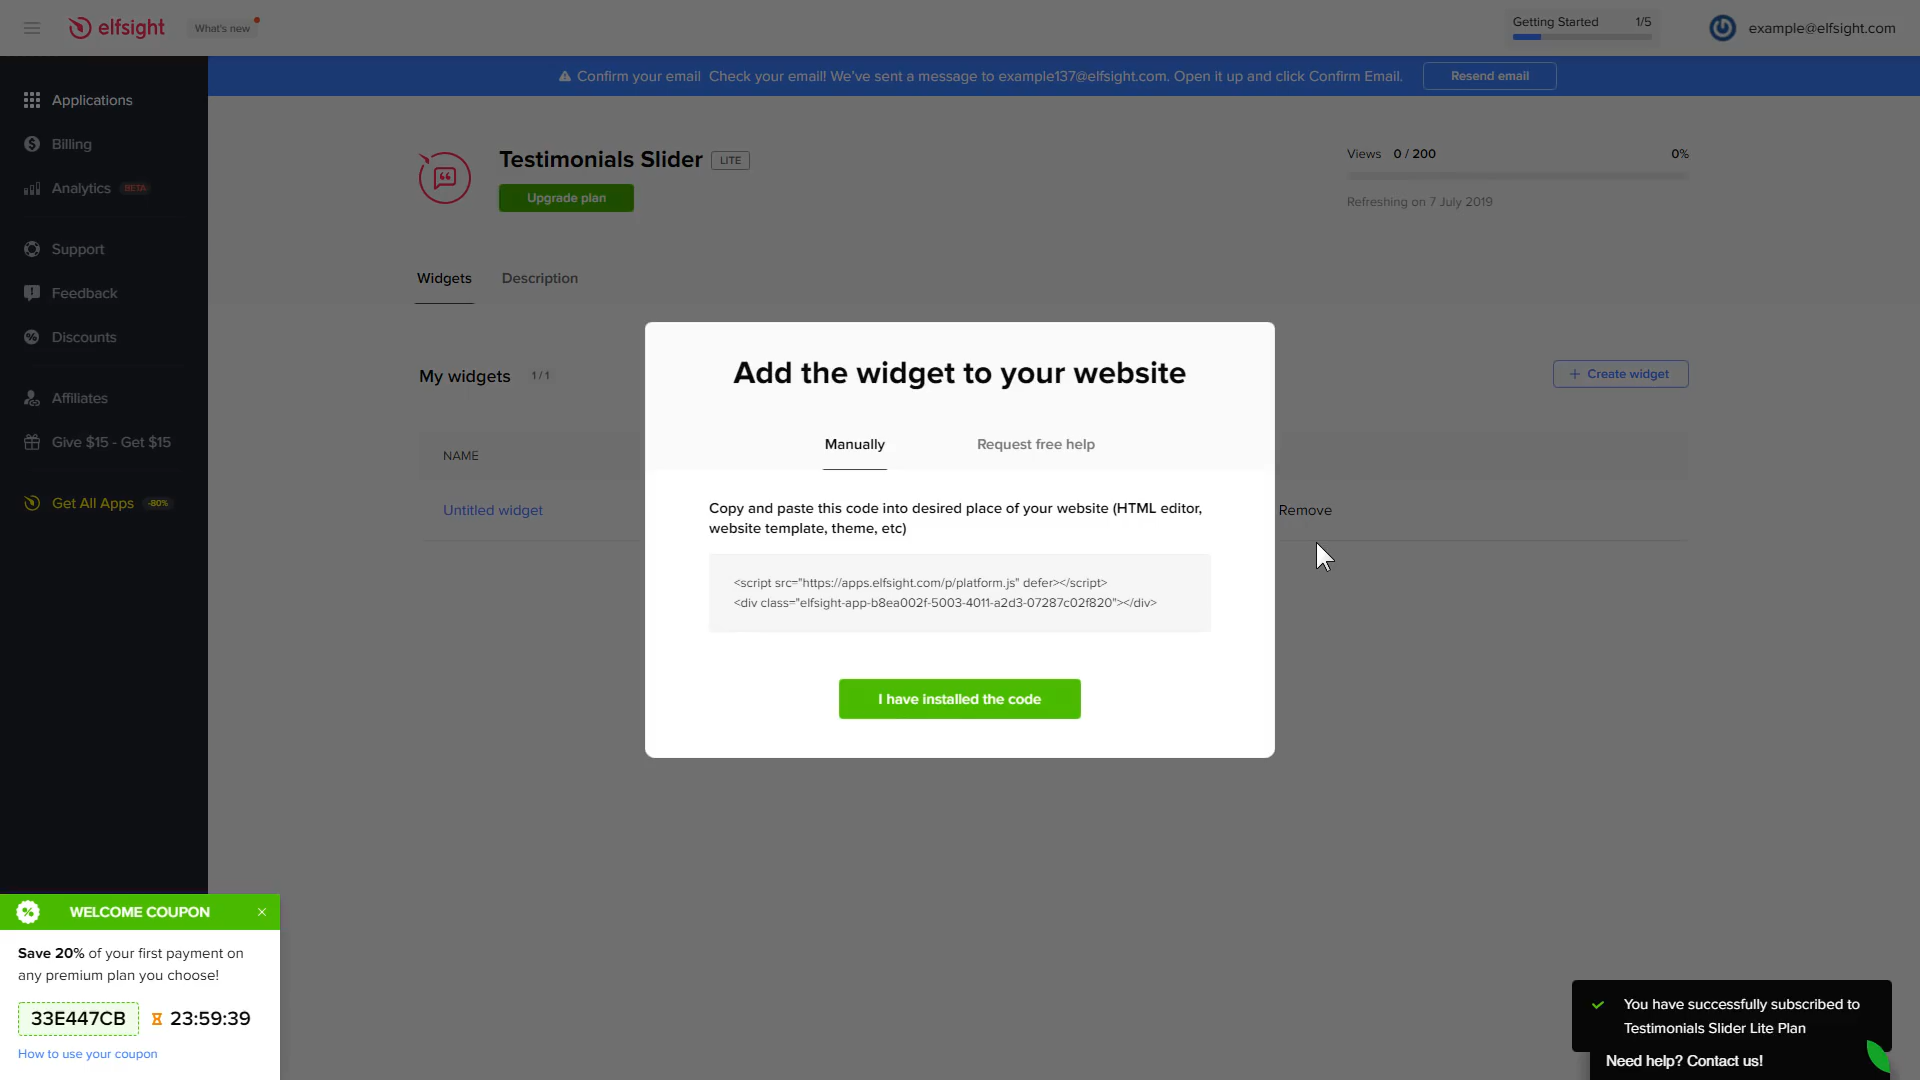 elfsight
What's new
Getting Started 1/5
example@elfsight.com
Confirm your email Check your email! We've sent a message to example137@elfsight.com. Open it up and click Confirm Email.
Resend email
Applications
Billing
Analytics BETA
Support
Feedback
Discounts
Affiliates
Give $15 - Get $15
Get All Apps -80%
Testimonials Slider LITE
Upgrade plan
Views 0 / 200 0%
Refreshing on 7 July 2019
Widgets Description
My widgets 1 / 1
+ Create widget
NAME
Untitled widget
Remove
Add the widget to your website
Manually Request free help
Copy and paste this code into desired place of your website (HTML editor,
website template, theme, etc)
<script src="https://apps.elfsight.com/p/platform.js" defer></script>
<div class="elfsight-app-b8ea002f-5003-4011-a2d3-07287c02f820"></div>
I have installed the code
WELCOME COUPON
Save 20% of your first payment on
any premium plan you choose!
33E447CB 23:59:39
How to use your coupon
You have successfully subscribed to
Testimonials Slider Lite Plan
Need help? Contact us!